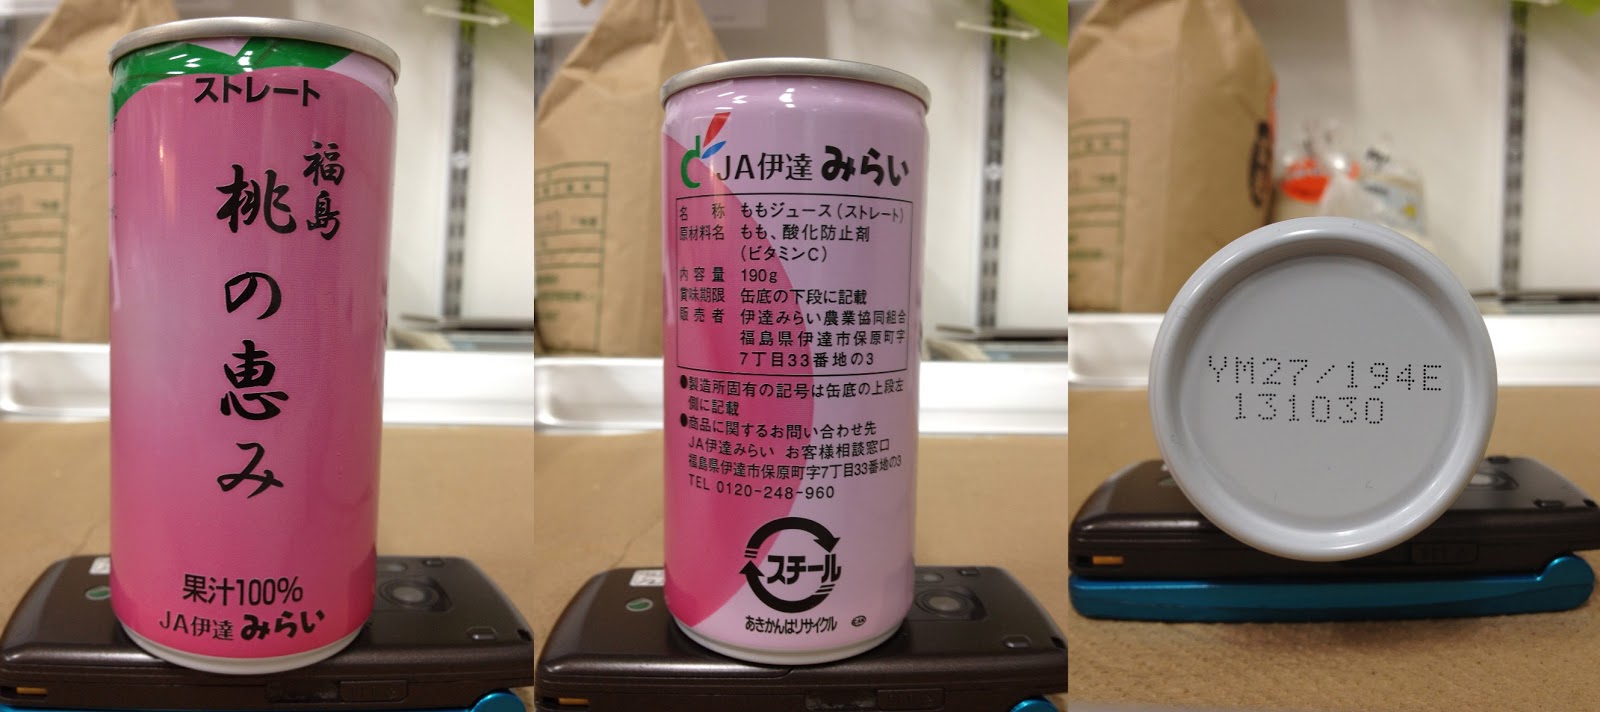 ストレート
福島
桃の恵み
果汁100%
JA伊達みらい
JA伊達みらい
名称 ももジュース(ストレート)
原材料名 もも、酸化防止剤
(ビタミンC)
内容量 190g
賞味期限 缶底の下段に記載
販売者 伊達みらい農業協同組合
福島県伊達市保原町字
7丁目33番地の3
●製造所固有の記号は缶底の上段左
側に記載
●商品に関するお問い合わせ先
JA伊達みらい お客様相談窓口
福島県伊達市保原町字7丁目33番地の3
TEL 0120-248-960
スチール
あきかんはリサイクル
YM27/194E
131030